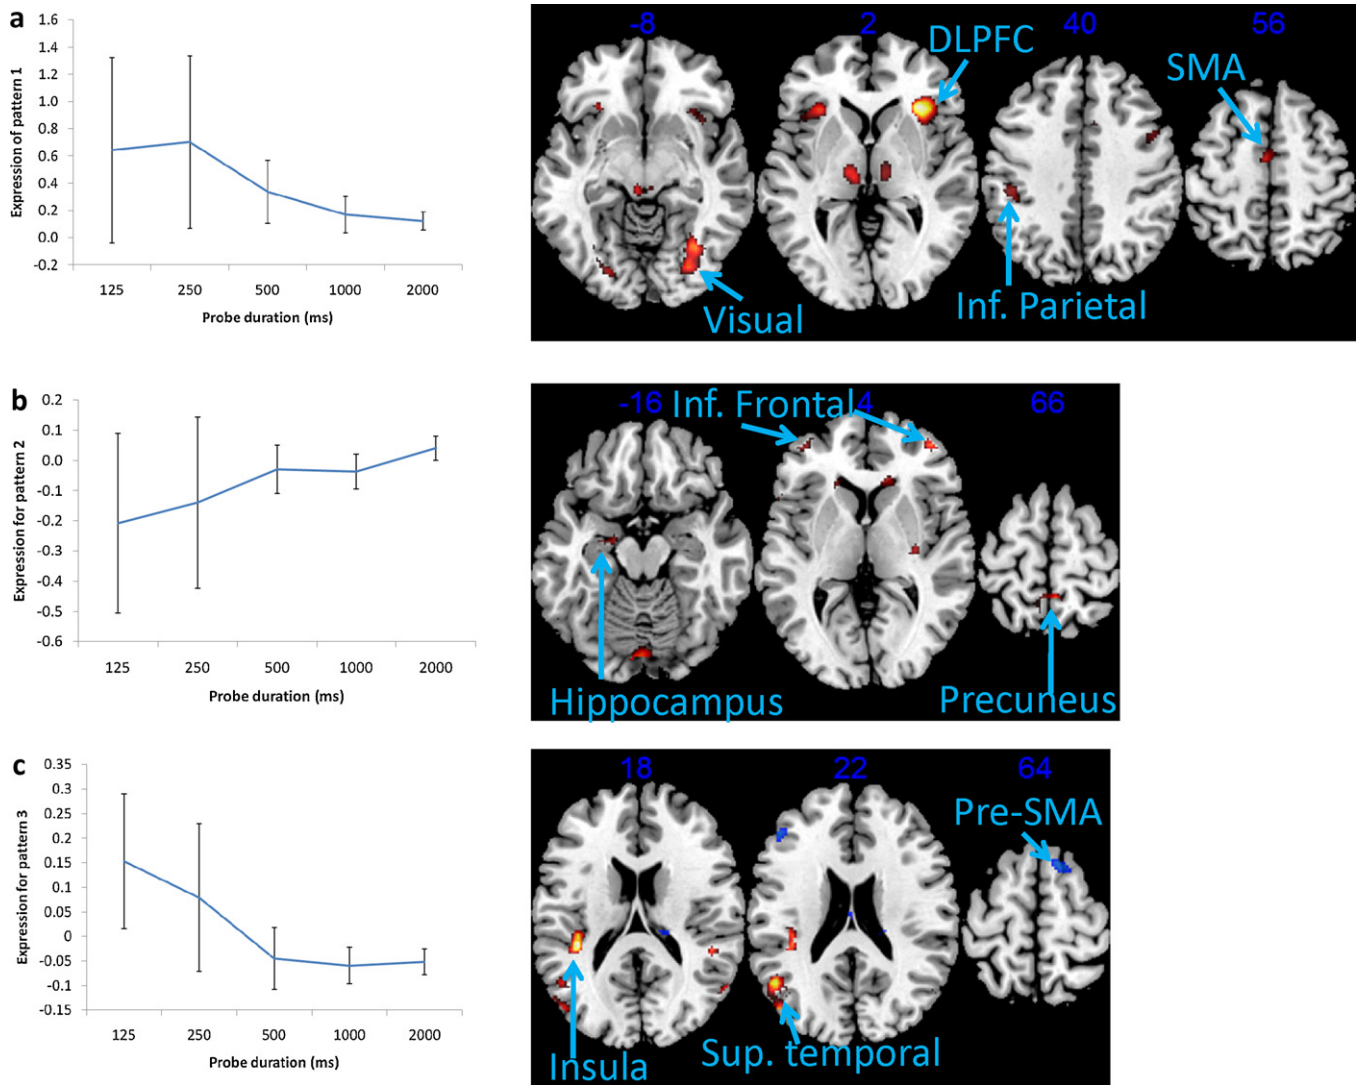 a
Expression of pattern 1
1.6
1.4
1.2
1.0
0.8
0.6
0.4
0.2
0.0
-0.2
125 250 500 1000 2000
Probe duration (ms)
-8 2 40 56
DLPFC
SMA
Visual
Inf. Parietal
b
Expression for pattern 2
0.2
0.1
0.0
-0.1
-0.2
-0.3
-0.4
-0.5
-0.6
125 250 500 1000 2000
Probe duration (ms)
-16 4 66
Inf. Frontal
Hippocampus
Precuneus
c
Expression for pattern 3
0.35
0.3
0.25
0.2
0.15
0.1
0.05
0
-0.05
-0.1
-0.15
125 250 500 1000 2000
Probe duration (ms)
18 22 64
Pre-SMA
Insula
Sup. temporal